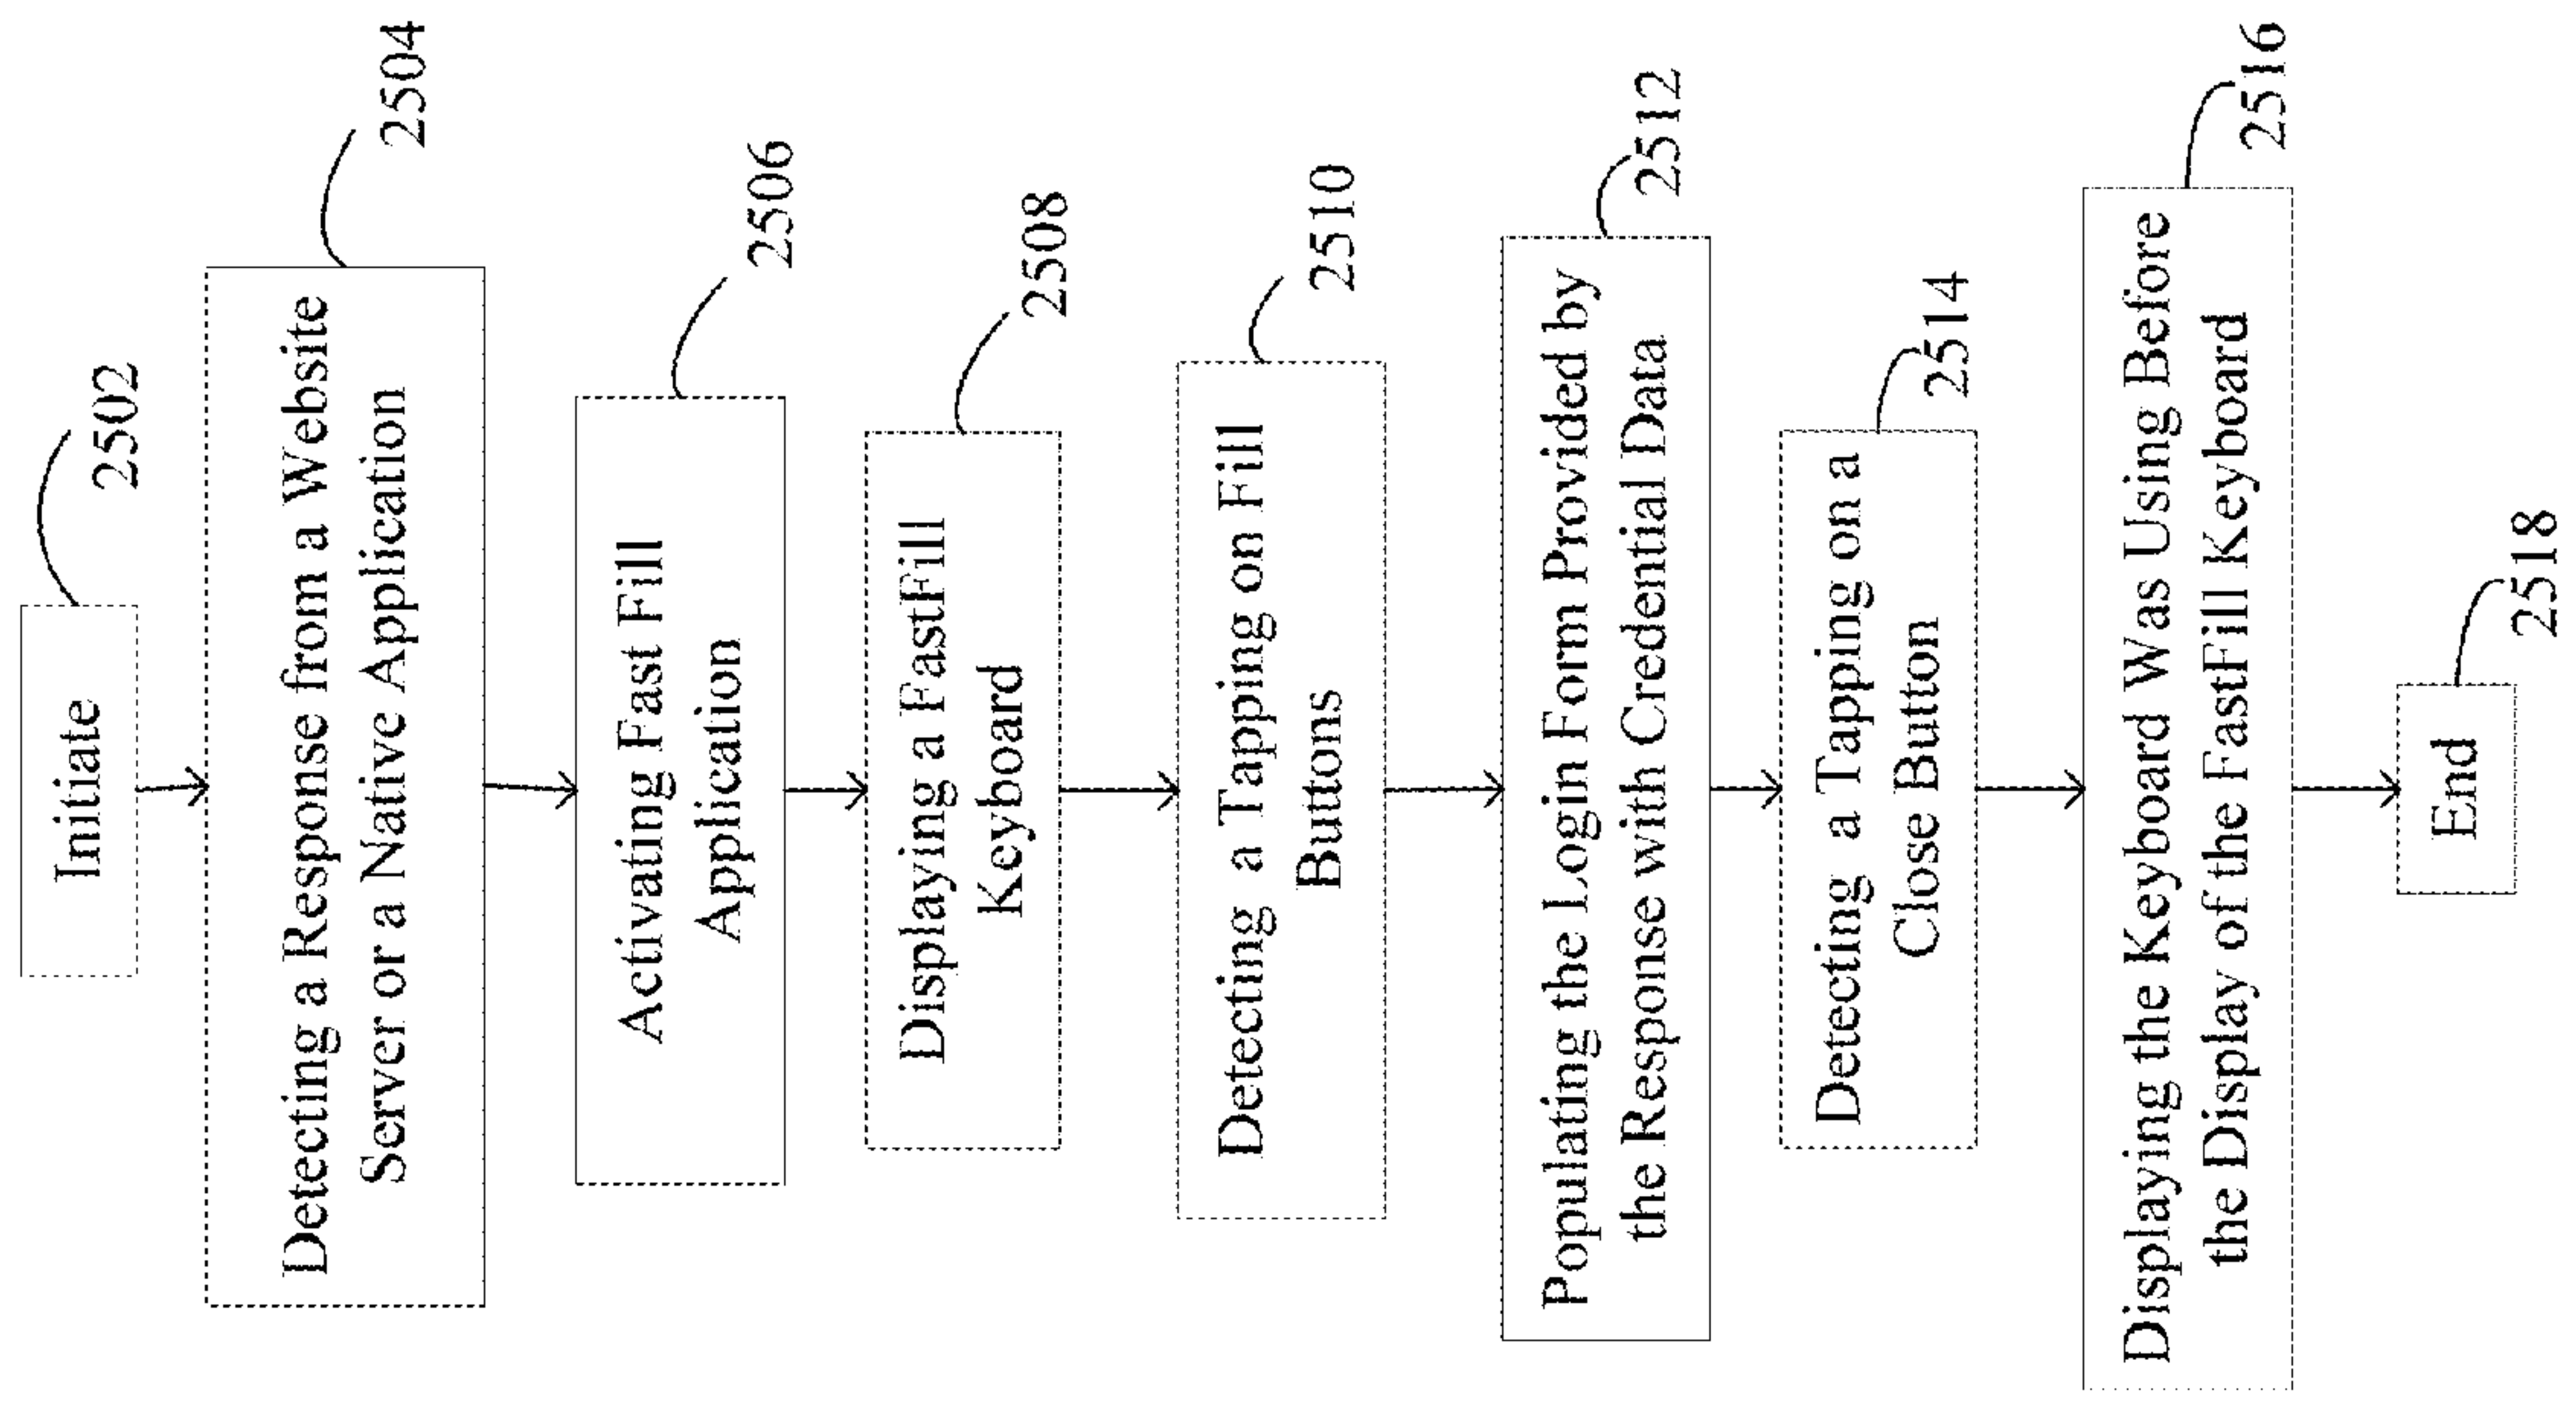 Initiate
2502
Detecting a Response from a Website
Server or a Native Application
2504
Activating Fast Fill
Application
2506
Displaying a FastFill
Keyboard
2508
Detecting a Tapping on Fill
Buttons
2510
Populating the Login Form Provided by
the Response with Credential Data
2512
Detecting a Tapping on a
Close Button
2514
Displaying the Keyboard Was Using Before
the Display of the FastFill Keyboard
2516
End
2518